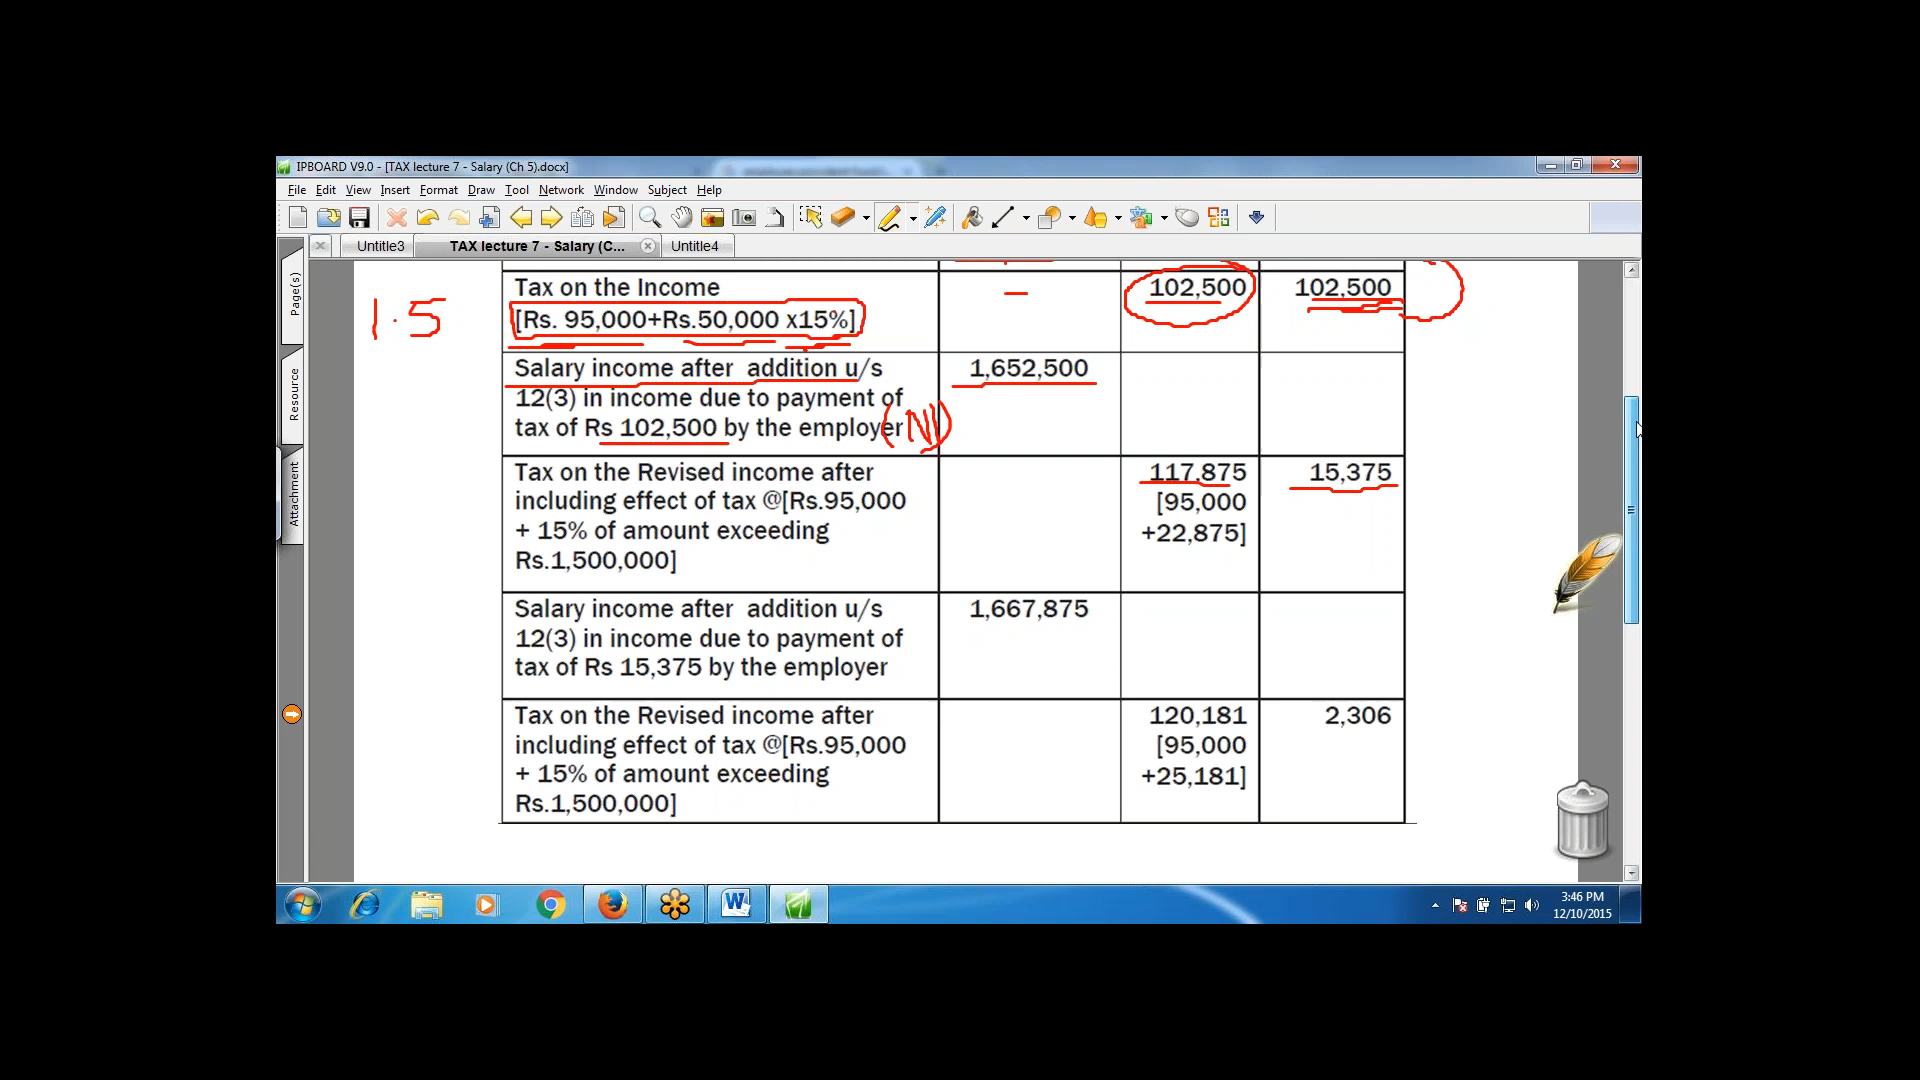 IPBOARD V9.0 - [TAX lecture 7 - Salary (Ch 5).docx]
File Edit View Insert Format Draw Tool Network Window Subject Help
Untitle3 TAX lecture 7 - Salary (C... Untitle4
Page(s)
Resource
Attachment
1.5
Tax on the Income 102,500 102,500
[Rs. 95,000+Rs.50,000 x15%]
Salary income after addition u/s 1,652,500
12(3) in income due to payment of
tax of Rs 102,500 by the employer
Tax on the Revised income after 117,875 15,375
including effect of tax @[Rs.95,000 [95,000
+ 15% of amount exceeding +22,875]
Rs.1,500,000]
Salary income after addition u/s 1,667,875
12(3) in income due to payment of
tax of Rs 15,375 by the employer
Tax on the Revised income after 120,181 2,306
including effect of tax @[Rs.95,000 [95,000
+ 15% of amount exceeding +25,181]
Rs.1,500,000]
3:46 PM
12/10/2015